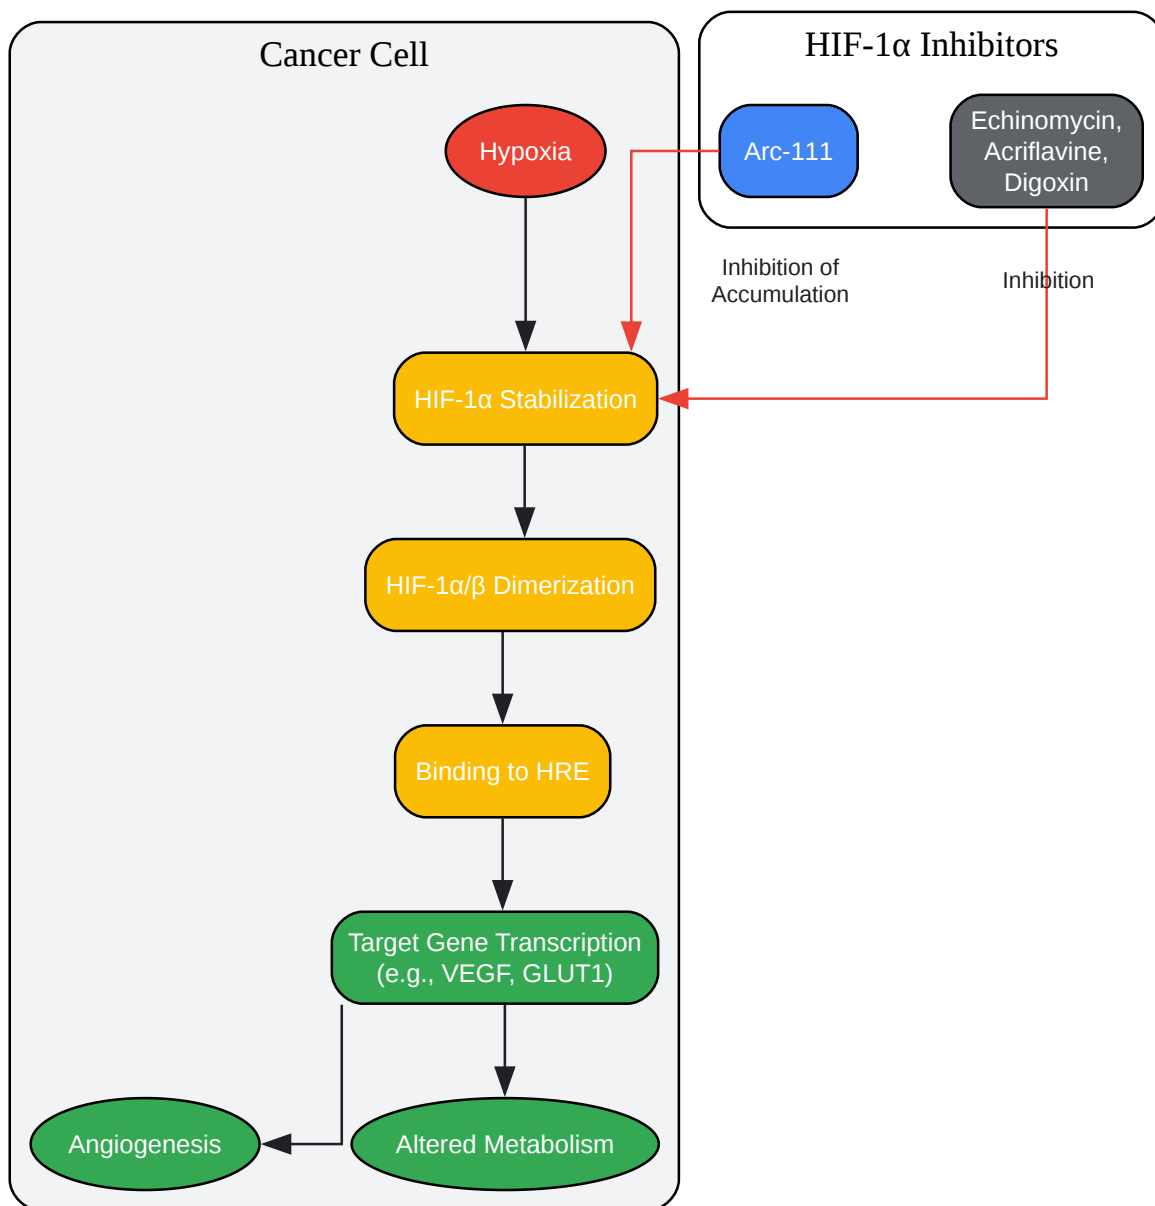 Cancer Cell
HIF-1α Inhibitors
Hypoxia
Arc-111
Echinomycin,
Acriflavine,
Digoxin
Inhibition of
Accumulation
Inhibition
HIF-1α Stabilization
HIF-1α/β Dimerization
Binding to HRE
Target Gene Transcription
(e.g., VEGF, GLUT1)
Angiogenesis
Altered Metabolism